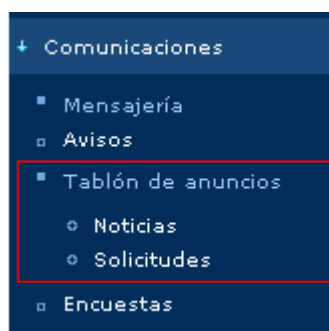 Comunicaciones
Mensajería
Avisos
Tablón de anuncios
Noticias
Solicitudes
Encuestas